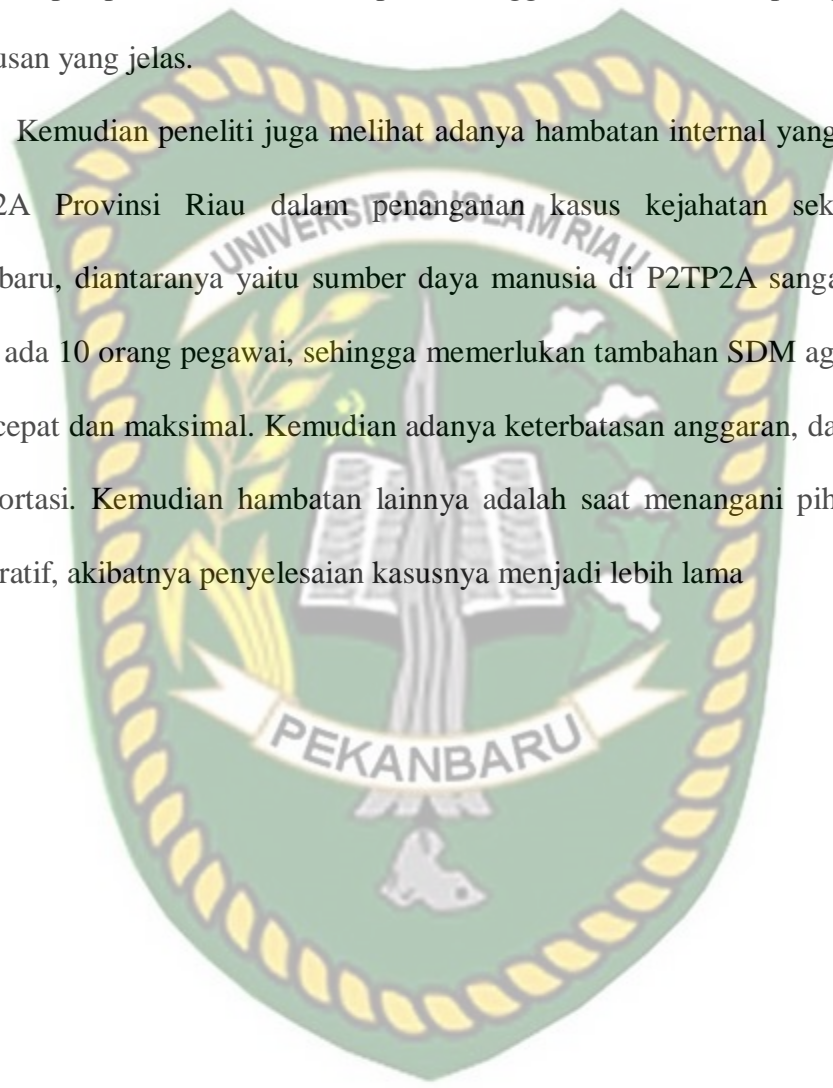 usan yang jelas.
Kemudian peneliti juga melihat adanya hambatan internal yang
2A Provinsi Riau dalam penanganan kasus kejahatan sek
baru, diantaranya yaitu sumber daya manusia di P2TP2A sanga
ada 10 orang pegawai, sehingga memerlukan tambahan SDM ag
cepat dan maksimal. Kemudian adanya keterbatasan anggaran, da
ortasi. Kemudian hambatan lainnya adalah saat menangani pih
ratif, akibatnya penyelesaian kasusnya menjadi lebih lama
UNIVERSITAS ISLAM RIAU
PEKANBARU